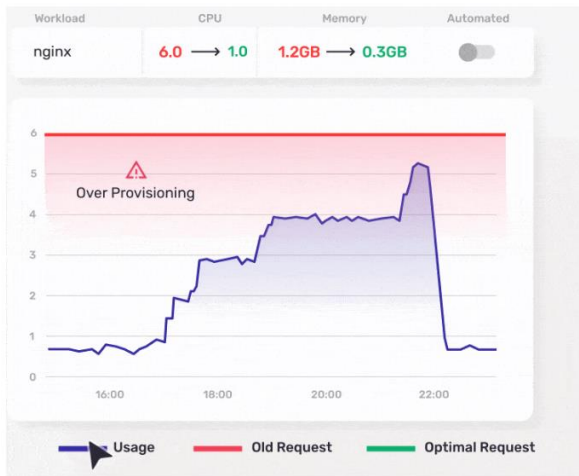 Workload CPU Memory Automated
nginx 6.0 → 1.0 1.2GB → 0.3GB
6
5
Over Provisioning
4
3
2
1
0
16:00 18:00 20:00 22:00
Usage Old Request Optimal Request